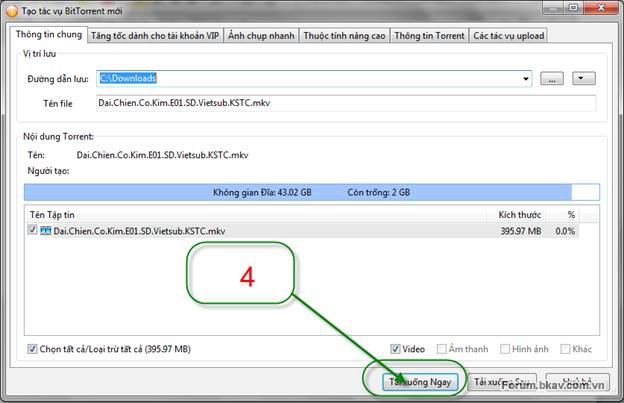 Tạo tác vụ BitTorrent mới
Thông tin chung Tăng tốc dành cho tài khoản VIP Ảnh chụp nhanh Thuộc tính nâng cao Thông tin Torrent Các tác vụ upload
Vị trí lưu
Đường dẫn lưu: C:\Downloads ...
Tên file Dai.Chien.Co.Kim.E01.SD.Vietsub.KSTC.mkv
Nội dung Torrent:
Tên: Dai.Chien.Co.Kim.E01.SD.Vietsub.KSTC.mkv
Người tạo:
Không gian Đĩa: 43.02 GB Còn trống: 2 GB
Tên Tập tin Kích thước %
Dai.Chien.Co.Kim.E01.SD.Vietsub.KSTC.mkv 395.97 MB 0.0%
4
Chọn tất cả/Loại trừ tất cả (395.97 MB) Video Âm thanh Hình ảnh Khác
Tải xuống Ngay Tải xuống Sau
Forum.bkav.com.vn